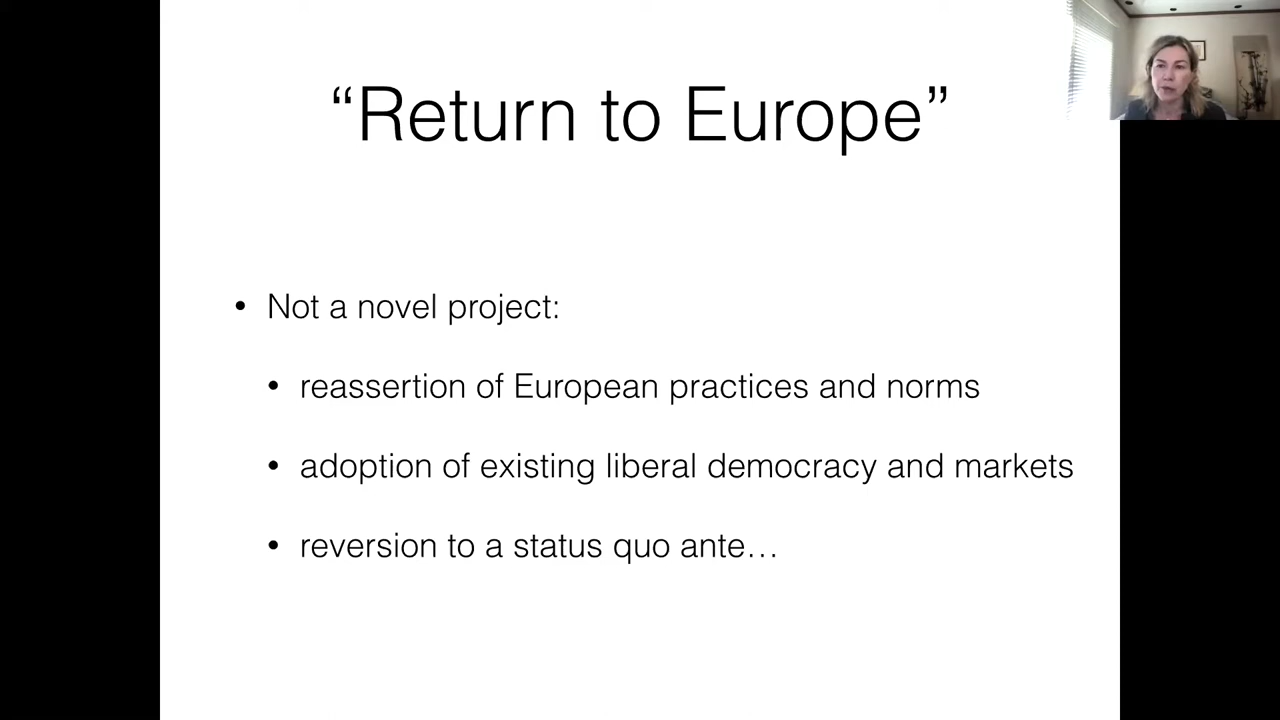 “Return to Europe”
• Not a novel project:
• reassertion of European practices and norms
• adoption of existing liberal democracy and markets
• reversion to a status quo ante…